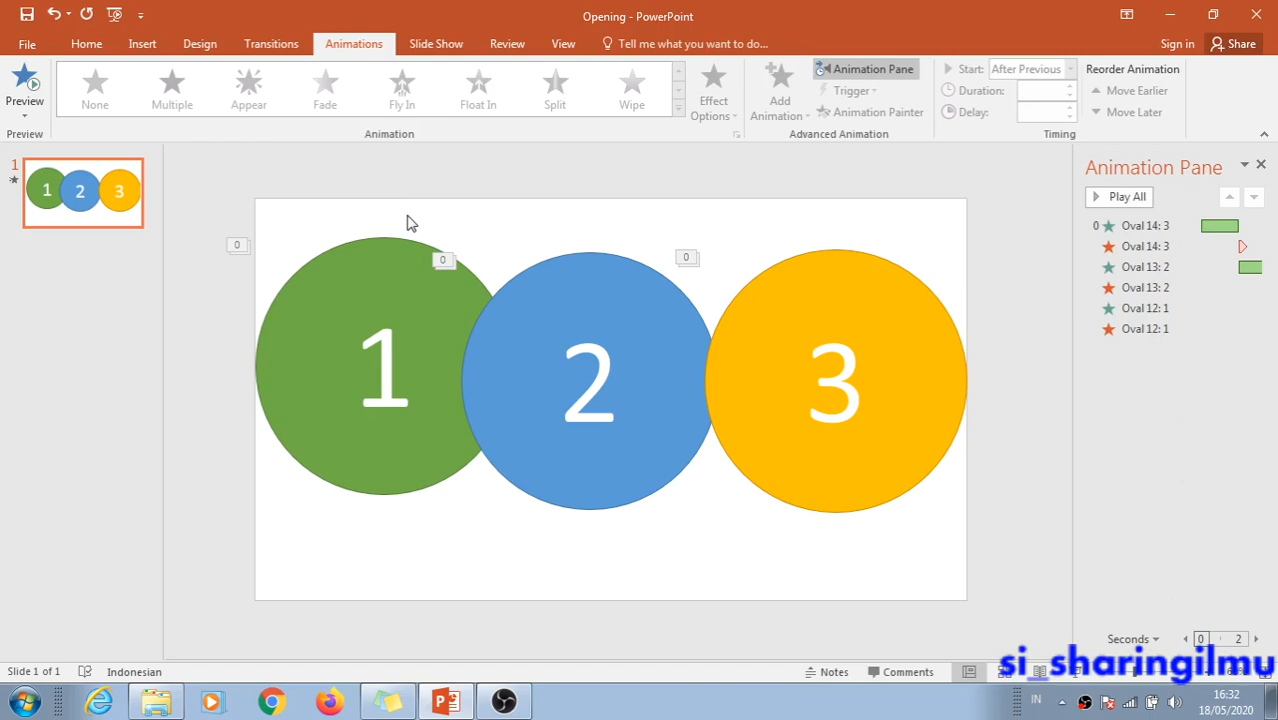 Opening - PowerPoint
File Home Insert Design Transitions Animations Slide Show Review View Tell me what you want to do... Sign in Share
Preview
None Multiple Appear Fade Fly In Float In Split Wipe
Effect Options
Add Animation
Animation Pane
Trigger
Animation Painter
Start: After Previous
Duration:
Delay:
Reorder Animation
Move Earlier
Move Later
Preview Animation Advanced Animation Timing
1
1 2 3
0 0 0
1 2 3
Animation Pane
Play All
0 Oval 14: 3
Oval 14: 3
Oval 13: 2
Oval 13: 2
Oval 12: 1
Oval 12: 1
Seconds 0 2
Slide 1 of 1 Indonesian Notes Comments
si_sharingilmu
IN 16:32
18/05/2020